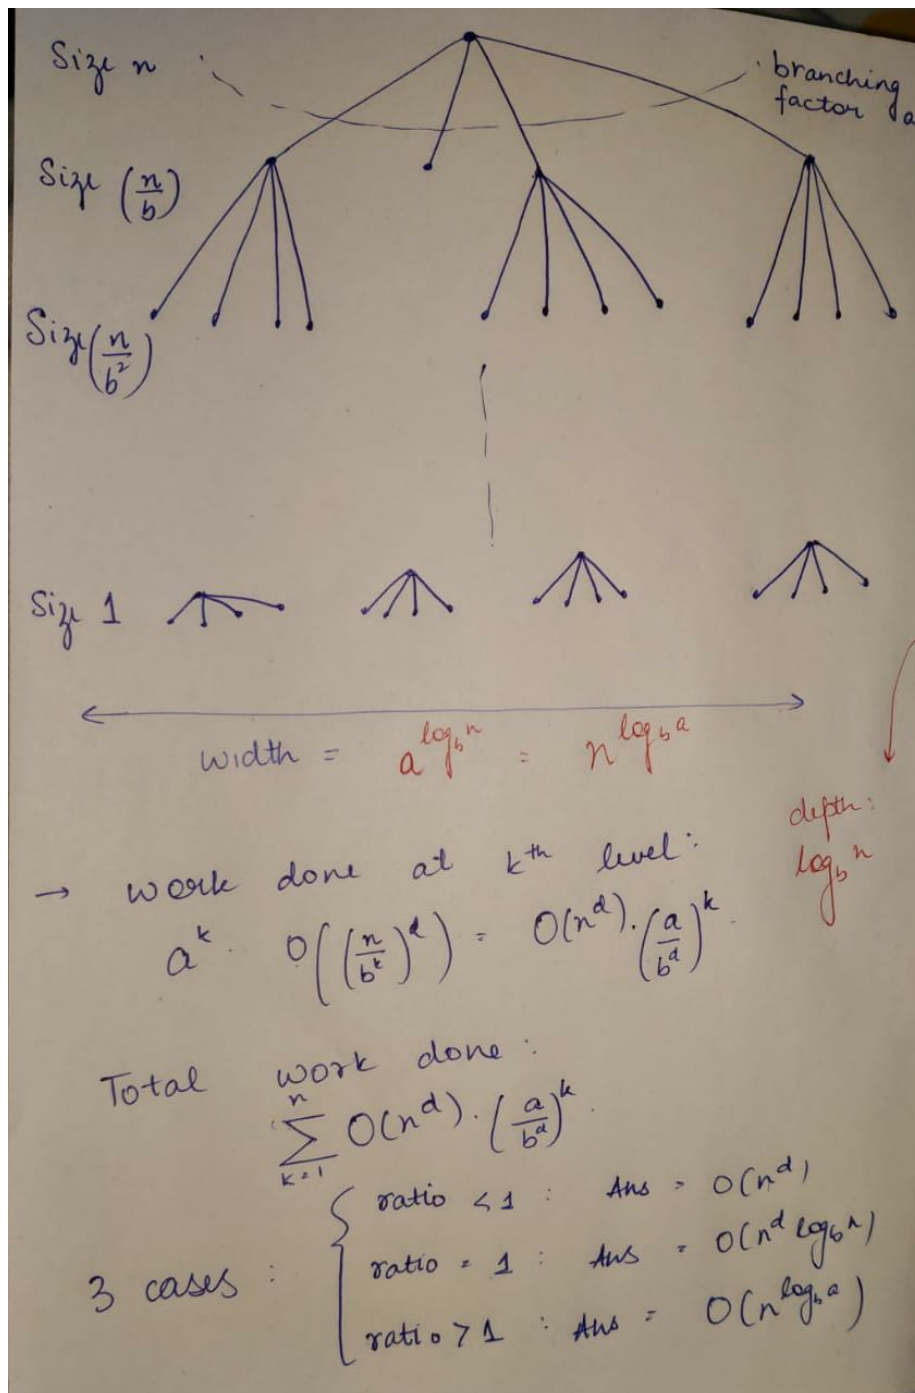 Size n
branching
factor a
Size (n/b)
Size (n/b²)
Size 1
width = a^(log_b n) = n^(log_b a)
depth:
log_b n
→ work done at kᵗʰ level:
a^k · O((n/b^k)^d) = O(n^d) · (a/b^d)^k.
Total work done:
∑_{k=1}^{n} O(n^d) · (a/b^d)^k.
3 cases : { ratio < 1 : Ans = O(n^d)
ratio = 1 : Ans = O(n^d log_b n)
ratio > 1 : Ans = O(n^(log_b a))